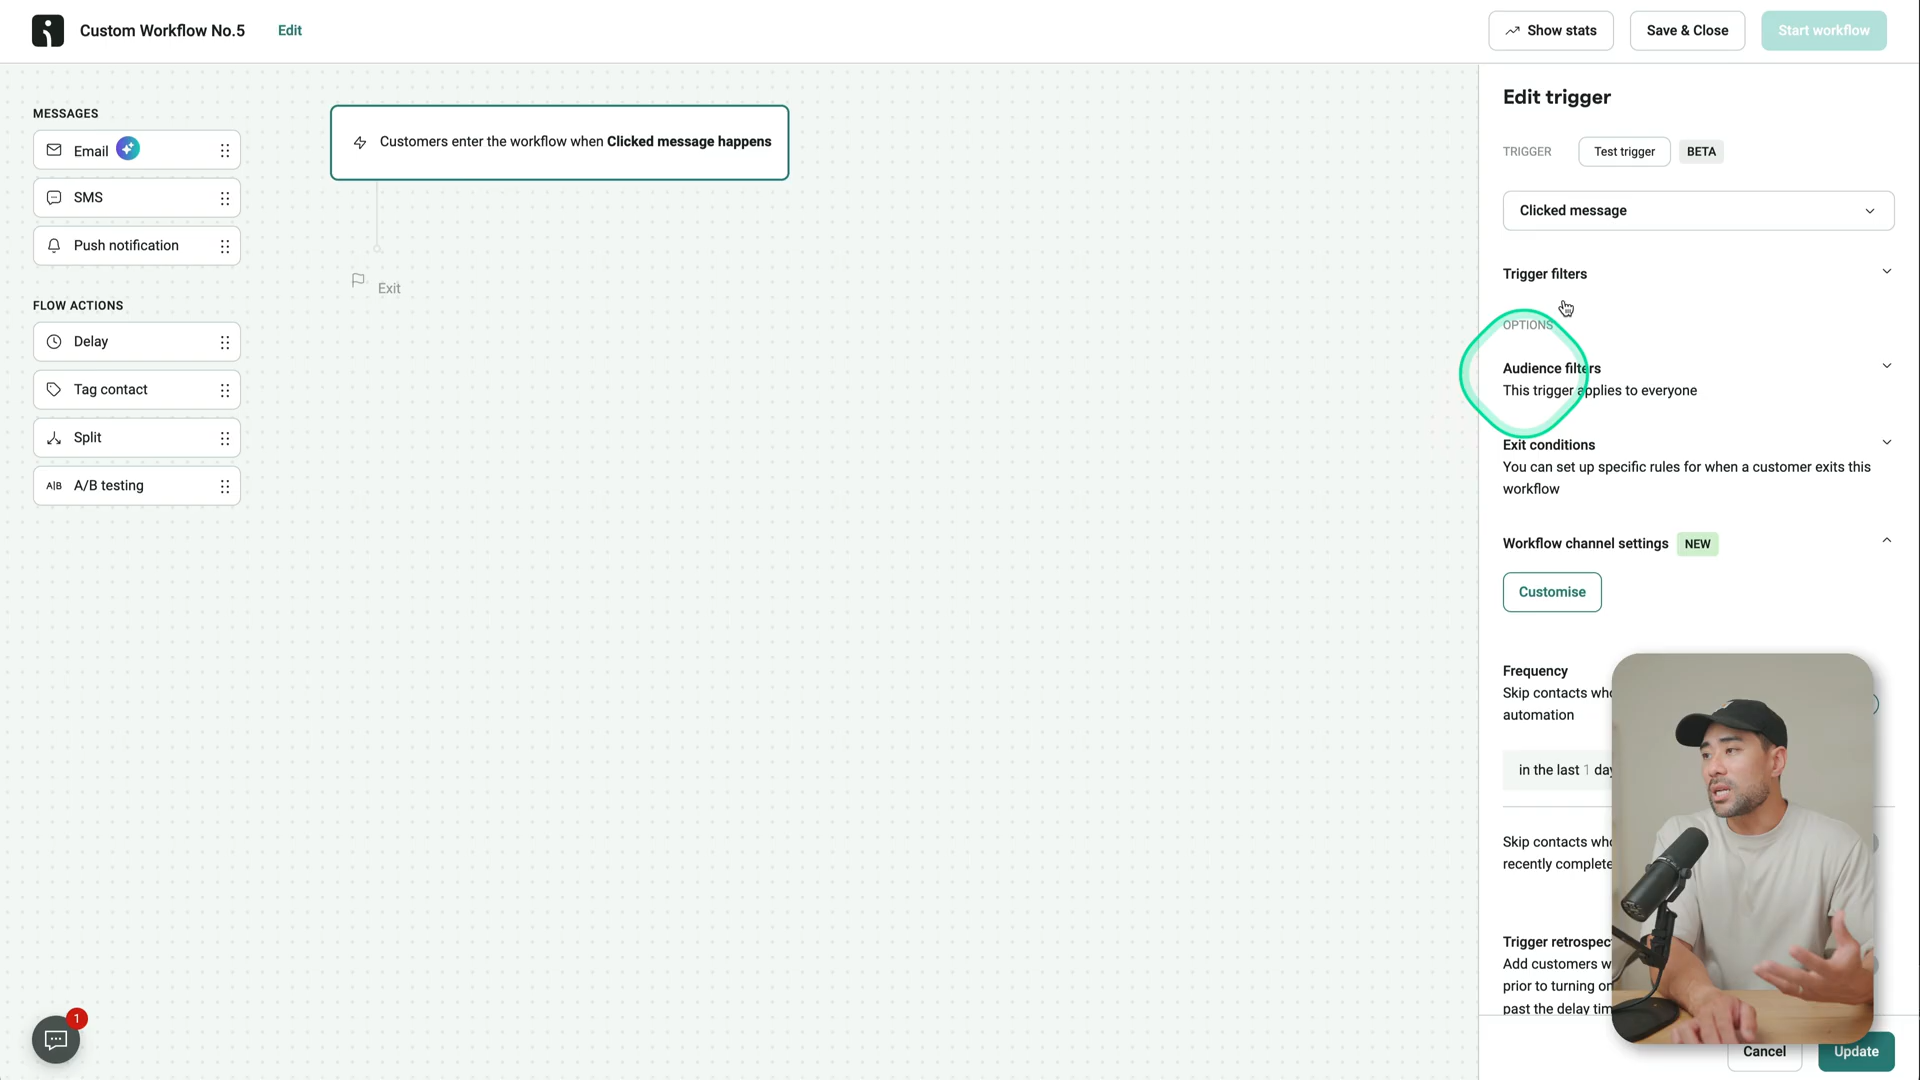 Custom Workflow No.5 Edit Show stats Save & Close Start workflow
MESSAGES
Email
SMS
Push notification
FLOW ACTIONS
Delay
Tag contact
Split
A|B A/B testing
Customers enter the workflow when Clicked message happens
Exit
Edit trigger
TRIGGER Test trigger BETA
Clicked message
Trigger filters
OPTIONS
Audience filters
This trigger applies to everyone
Exit conditions
You can set up specific rules for when a customer exits this
workflow
Workflow channel settings NEW
Customise
Frequency
Skip contacts who
automation
in the last 1 day
Skip contacts who
recently complete
Trigger retrospec
Add customers w
prior to turning on
past the delay tim
Cancel Update
1